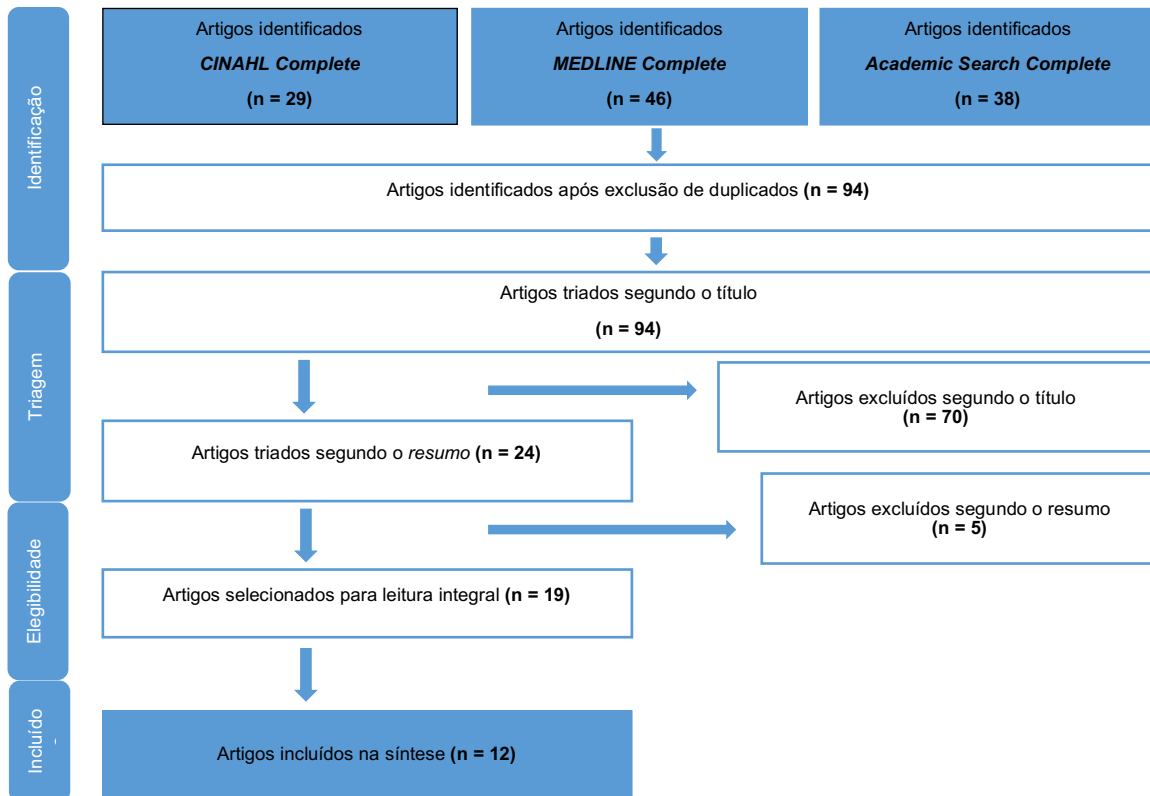 Identificação
Artigos identificados
CINAHL Complete
(n = 29)
Artigos identificados
MEDLINE Complete
(n = 46)
Artigos identificados
Academic Search Complete
(n = 38)
Artigos identificados após exclusão de duplicados (n = 94)
Triagem
Artigos triados segundo o título
(n = 94)
Artigos excluídos segundo o título
(n = 70)
Artigos triados segundo o resumo (n = 24)
Elegibilidade
Artigos excluídos segundo o resumo
(n = 5)
Artigos selecionados para leitura integral (n = 19)
Incluído
Artigos incluídos na síntese (n = 12)